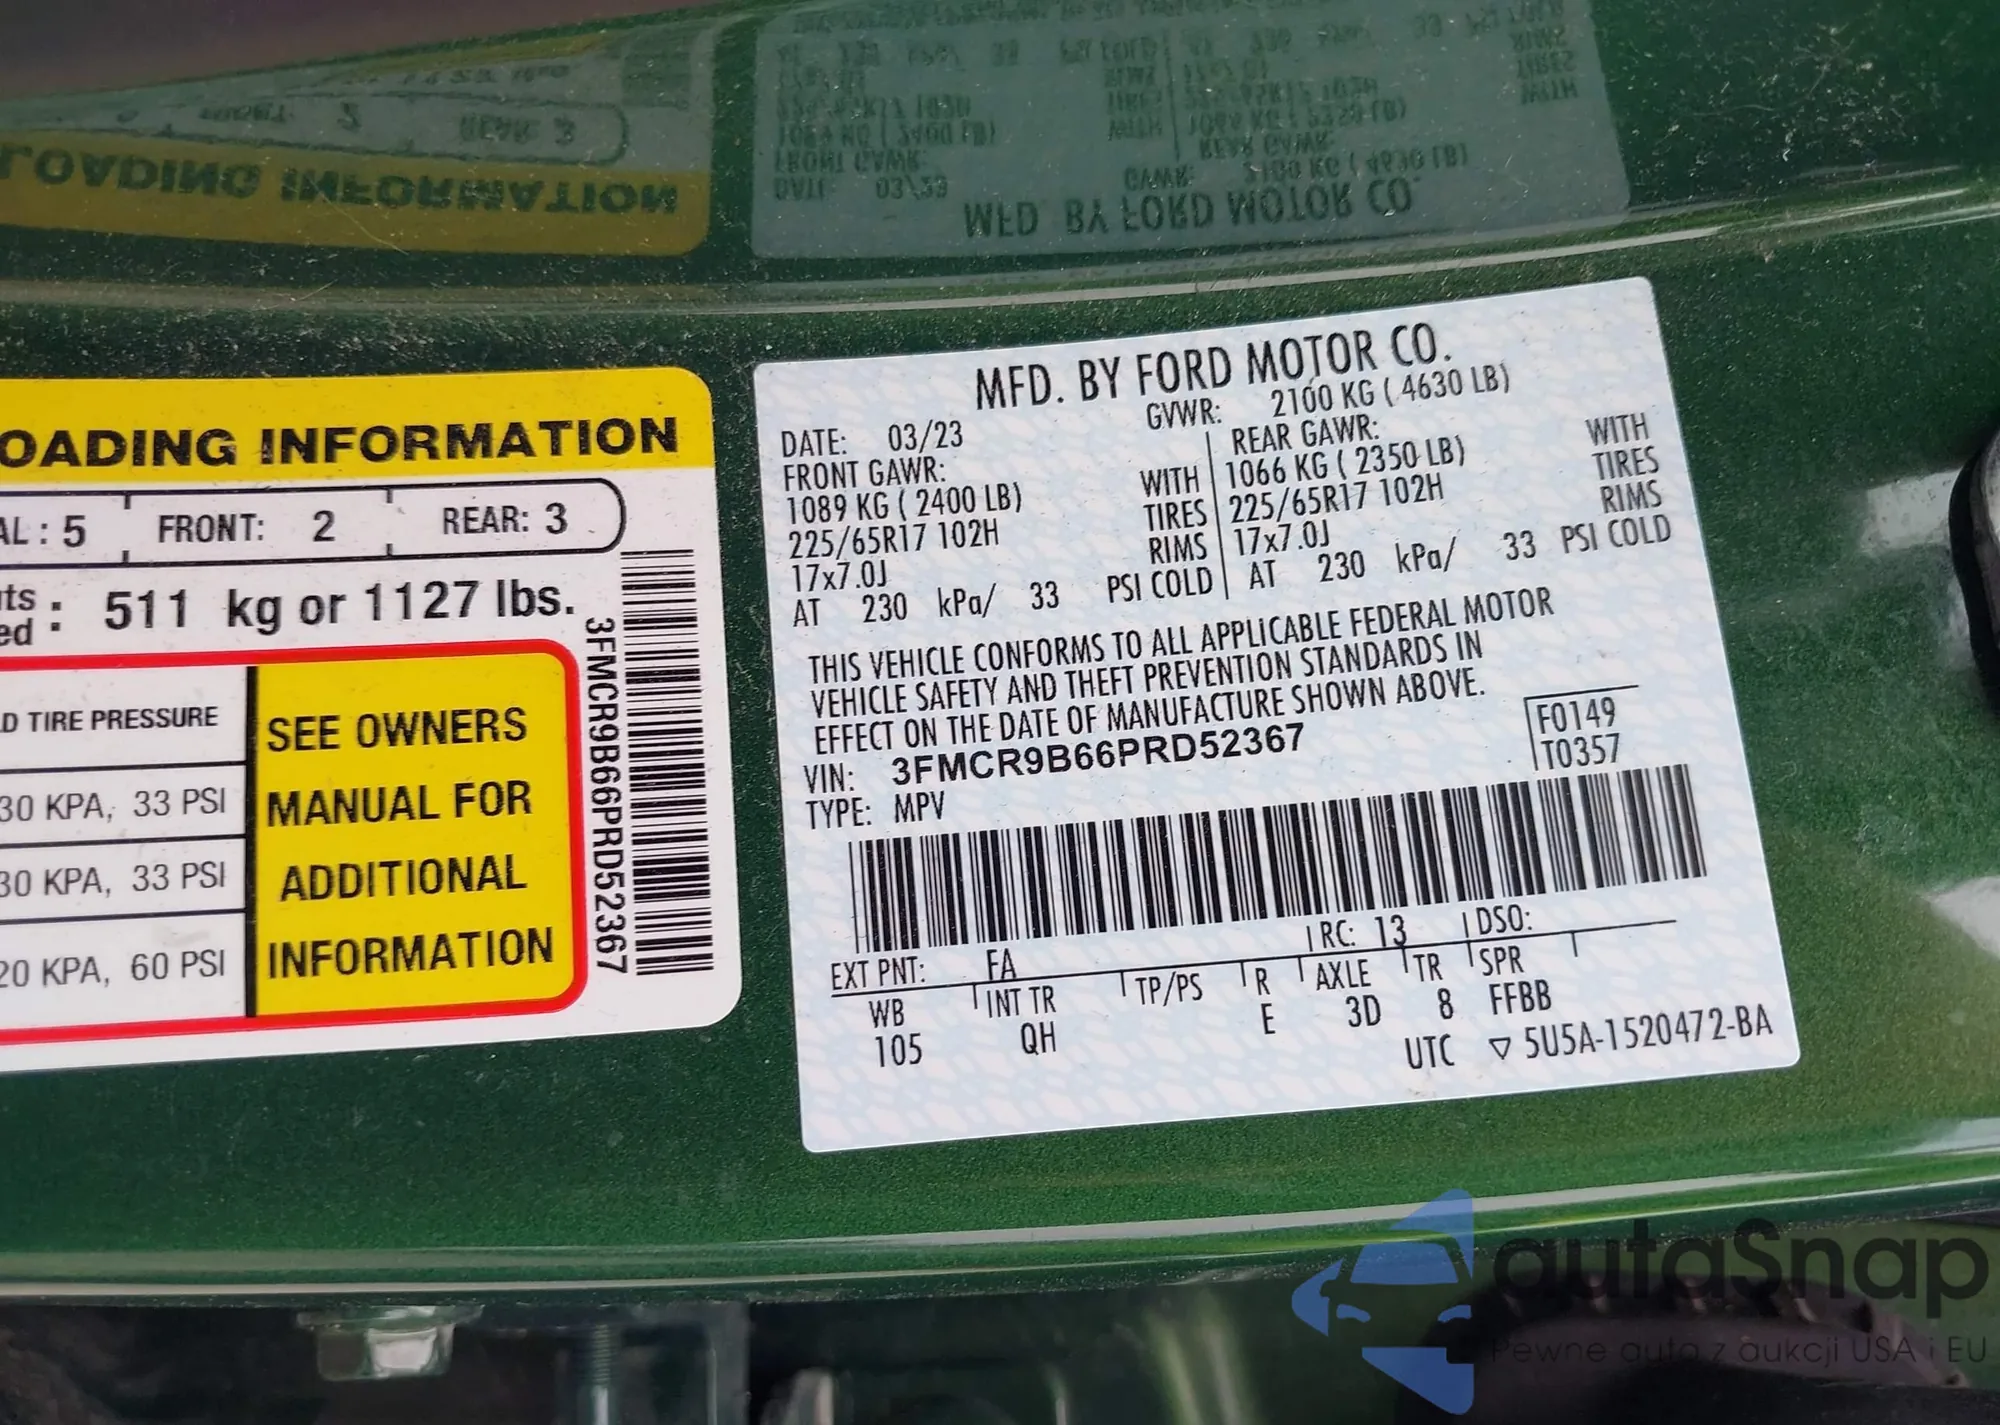 OADING INFORMATION
AL : 5 FRONT: 2 REAR: 3
ts
ed : 511 kg or 1127 lbs.
D TIRE PRESSURE
30 KPA, 33 PSI
30 KPA, 33 PSI
20 KPA, 60 PSI
SEE OWNERS
MANUAL FOR
ADDITIONAL
INFORMATION
3FMCR9B66PRD52367
MFD. BY FORD MOTOR CO.
DATE: 03/23 GVWR: 2100 KG ( 4630 LB)
FRONT GAWR: REAR GAWR:
1089 KG ( 2400 LB) WITH 1066 KG ( 2350 LB) WITH
225/65R17 102H TIRES 225/65R17 102H TIRES
17x7.0J RIMS 17x7.0J RIMS
AT 230 kPa/ 33 PSI COLD AT 230 kPa/ 33 PSI COLD
THIS VEHICLE CONFORMS TO ALL APPLICABLE FEDERAL MOTOR
VEHICLE SAFETY AND THEFT PREVENTION STANDARDS IN
EFFECT ON THE DATE OF MANUFACTURE SHOWN ABOVE.
VIN: 3FMCR9B66PRD52367
TYPE: MPV
F0149
T0357
EXT PNT: FA RC: 13 DSO:
WB INT TR TP/PS R AXLE TR SPR
105 QH E 3D 8 FFBB
UTC ▽ 5U5A-1520472-BA
autaSnap
Pewne auta z aukcji USA i EU